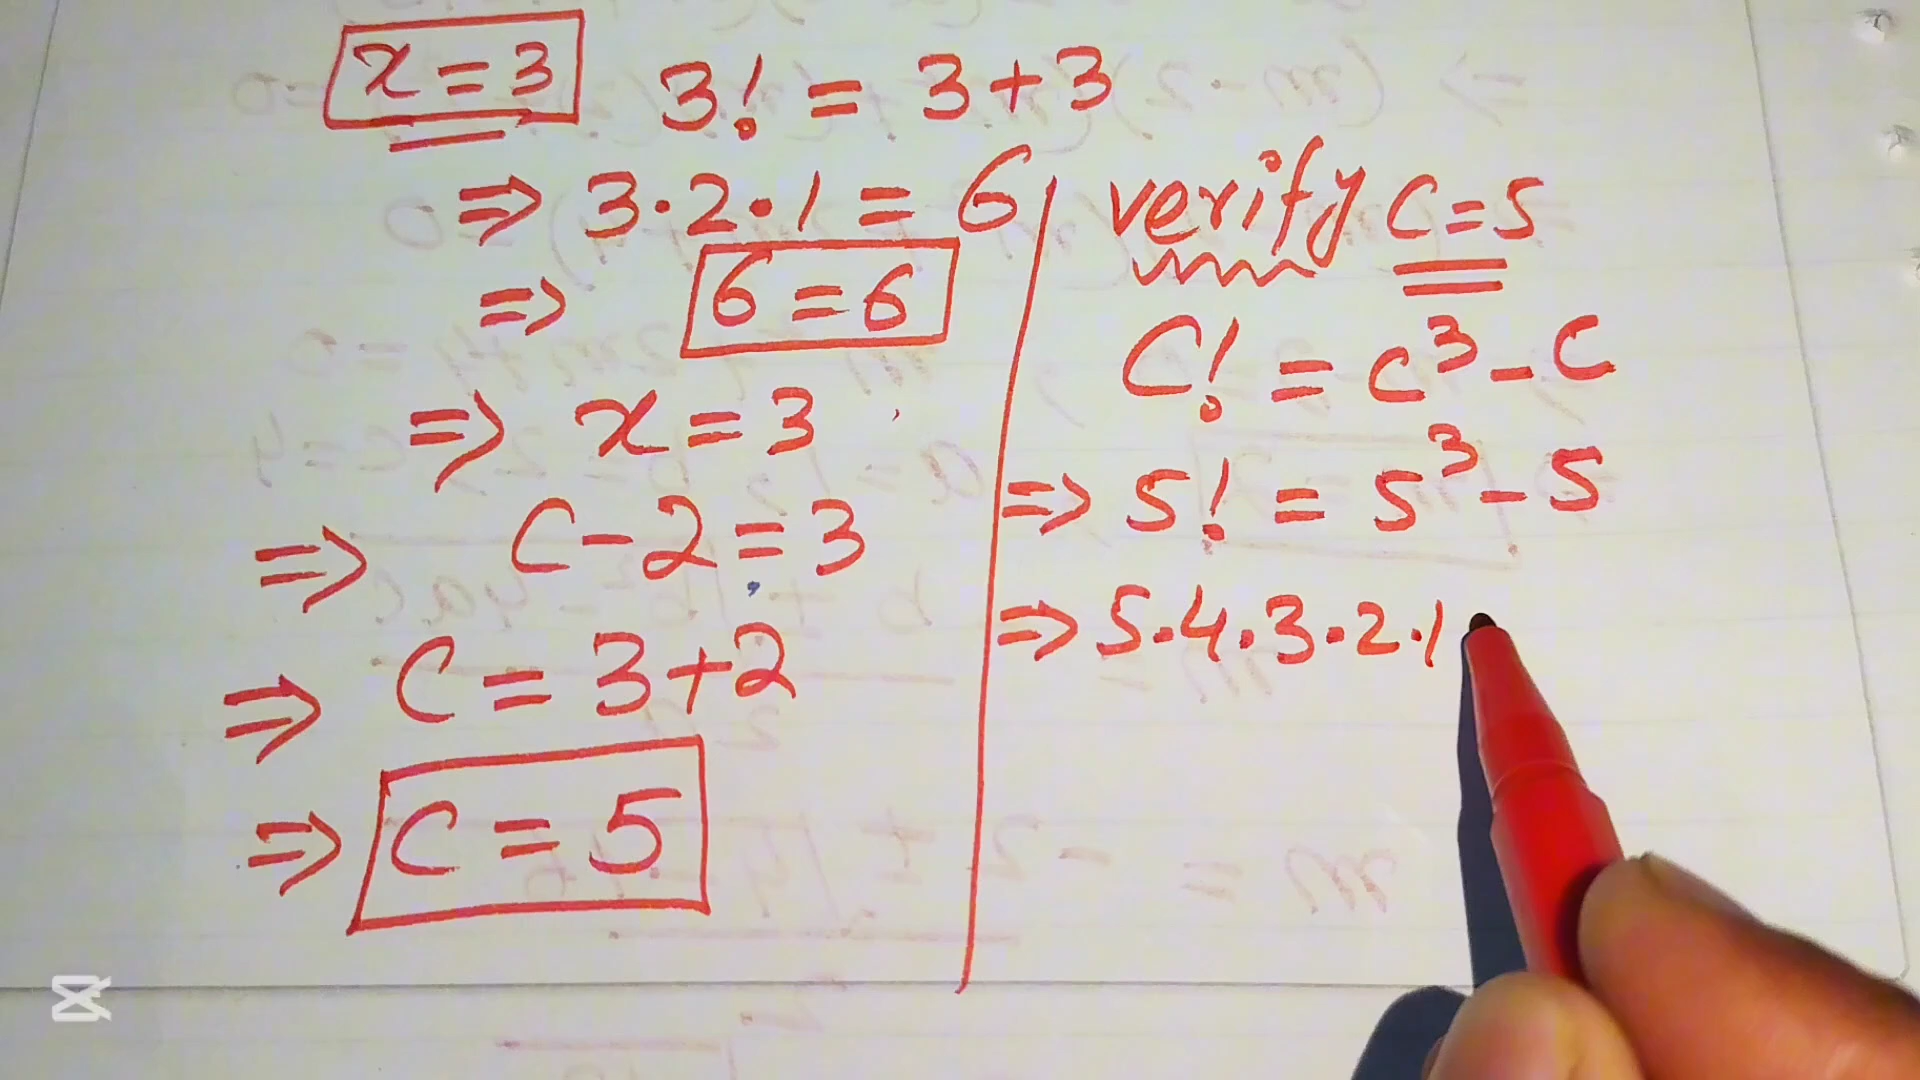 x = 3 3! = 3 + 3
⇒ 3 · 2 · 1 = 6
⇒ 6 = 6
⇒ x = 3
⇒ c - 2 = 3
⇒ c = 3 + 2
⇒ c = 5
verify c = 5
C! = c³ - c
⇒ 5! = 5³ - 5
⇒ 5 · 4 · 3 · 2 · 1